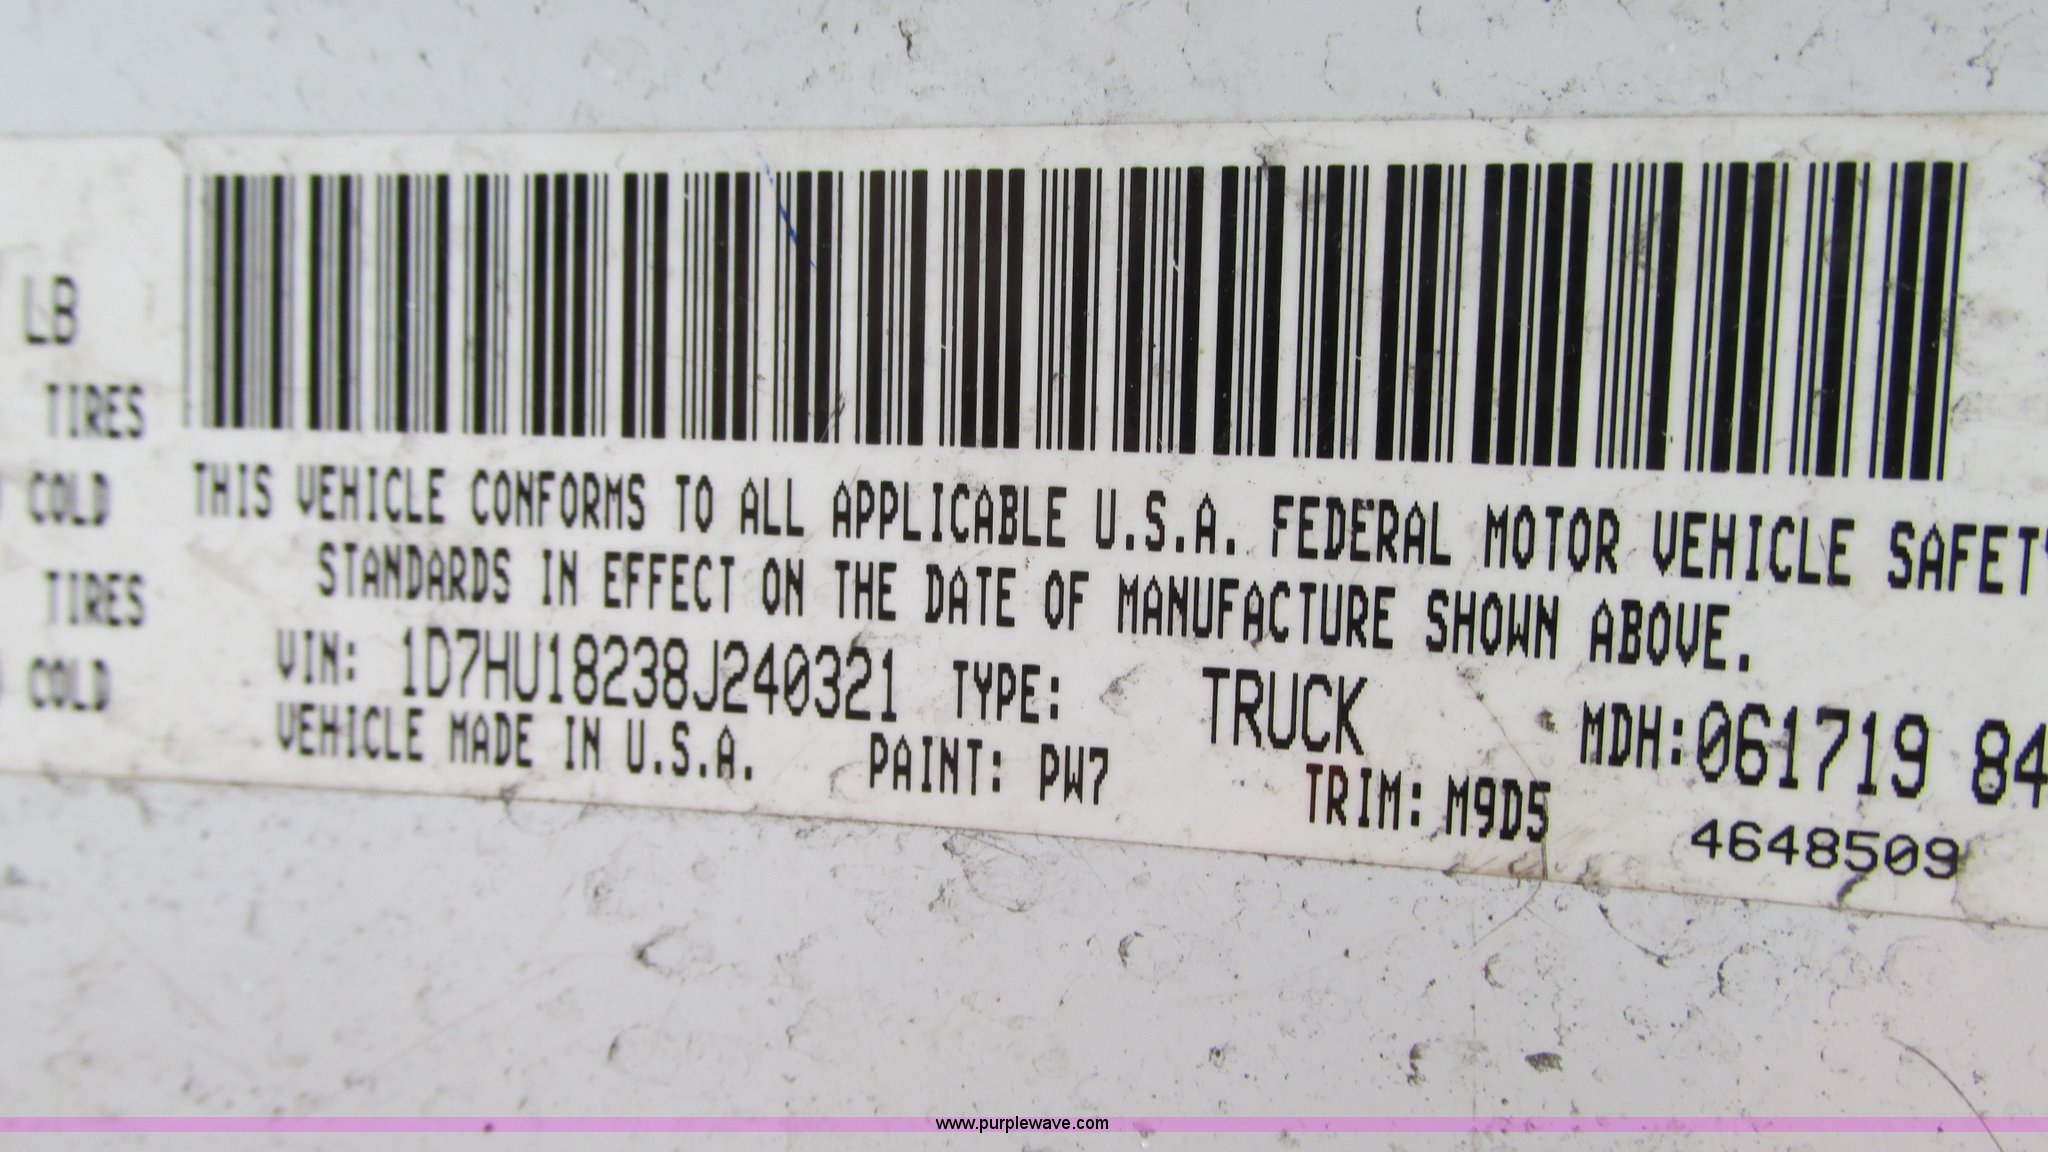 LB
TIRES
COLD
TIRES
COLD
THIS VEHICLE CONFORMS TO ALL APPLICABLE U.S.A. FEDERAL MOTOR VEHICLE SAFETY
STANDARDS IN EFFECT ON THE DATE OF MANUFACTURE SHOWN ABOVE.
VIN: 1D7HU18238J240321 TYPE: TRUCK MDH:061719 84
VEHICLE MADE IN U.S.A. PAINT: PW7 TRIM: M9D5
4648509
www.purplewave.com